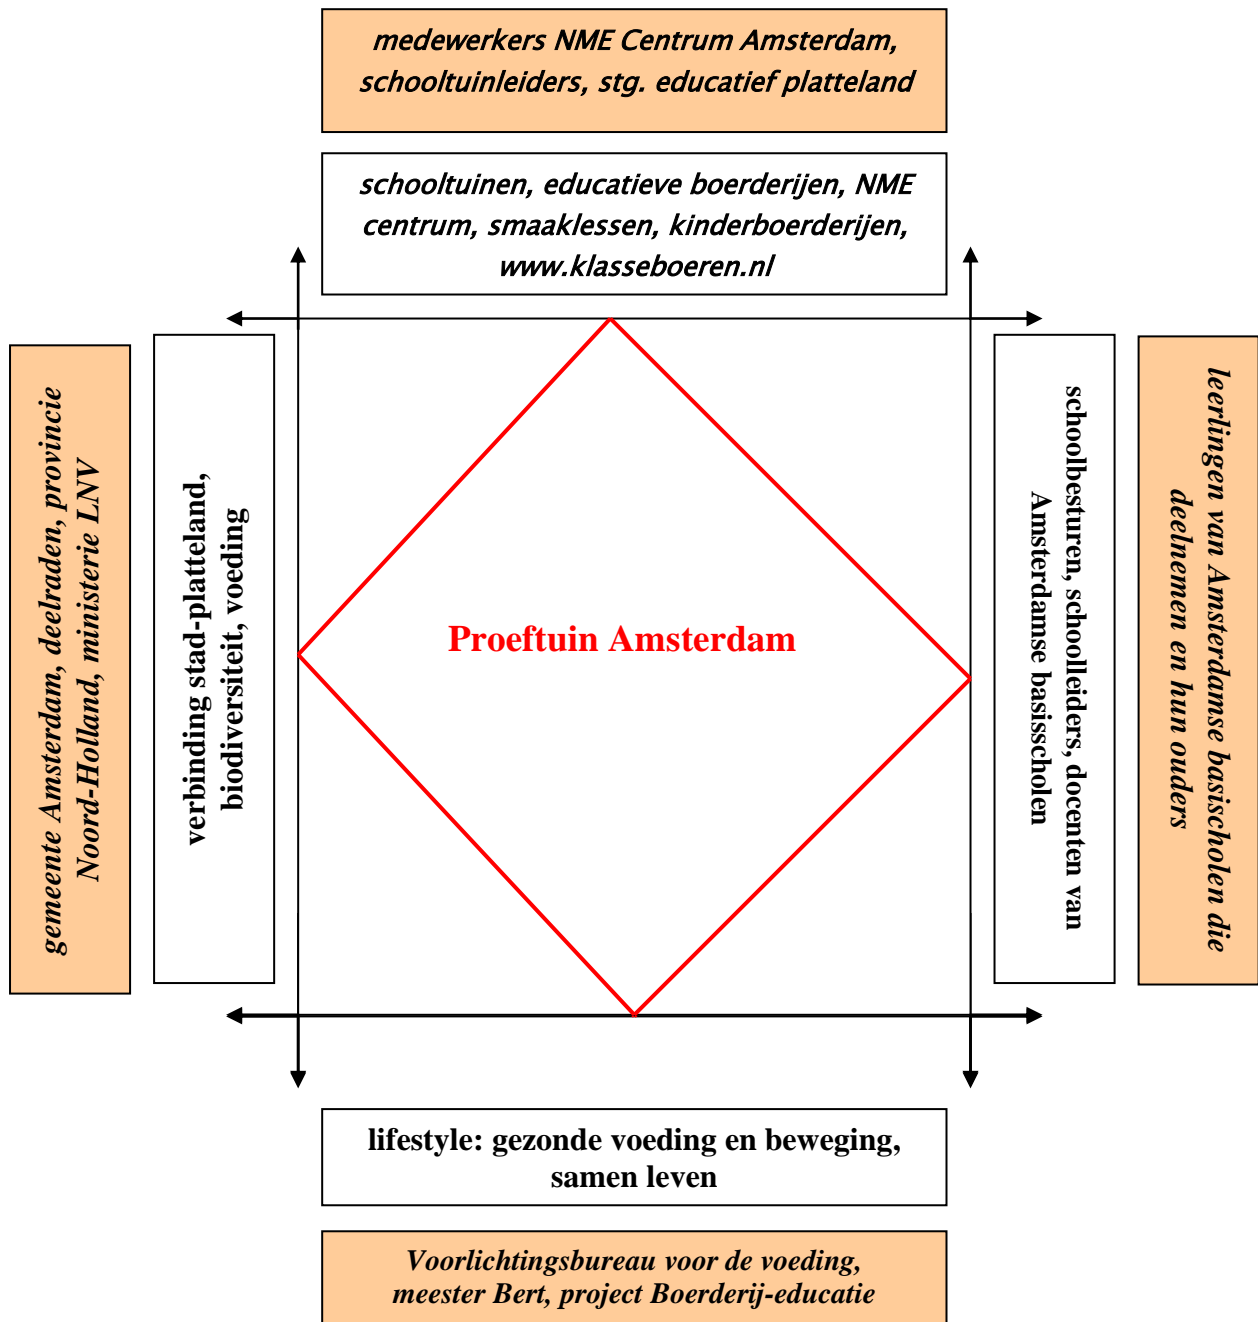 medewerkers NME Centrum Amsterdam,
schooltuinleiders, stg. educatief platteland
schooltuinen, educatieve boerderijen, NME
centrum, smaaklessen, kinderboerderijen,
www.klasseboeren.nl
gemeente Amsterdam, deelraden, provincie
Noord-Holland, ministerie LNV
verbinding stad-platteland,
biodiversiteit, voeding
Proeftuin Amsterdam
schoolbesturen, schoolleiders, docenten van
Amsterdamse basisscholen
leerlingen van Amsterdamse basischolen die
deelnemen en hun ouders
lifestyle: gezonde voeding en beweging,
samen leven
Voorlichtingsbureau voor de voeding,
meester Bert, project Boerderij-educatie